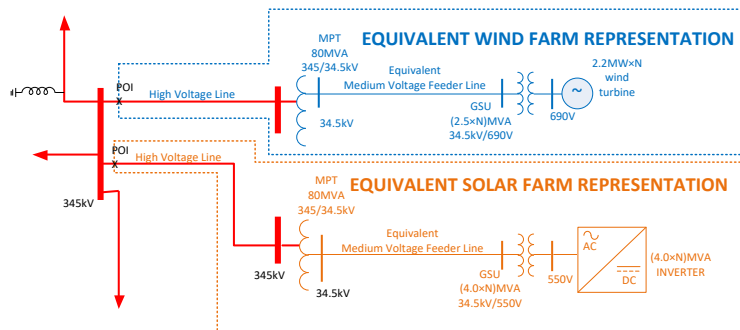 EQUIVALENT WIND FARM REPRESENTATION
MPT
80MVA
345/34.5kV
POI
High Voltage Line
34.5kV
Equivalent
Medium Voltage Feeder Line
GSU
(2.5×N)MVA
34.5kV/690V
690V
~
2.2MW×N
wind
turbine
POI
High Voltage Line
345kV
EQUIVALENT SOLAR FARM REPRESENTATION
MPT
80MVA
345/34.5kV
345kV
34.5kV
Equivalent
Medium Voltage Feeder Line
GSU
(4.0×N)MVA
34.5kV/550V
550V
AC
DC
(4.0×N)MVA
INVERTER